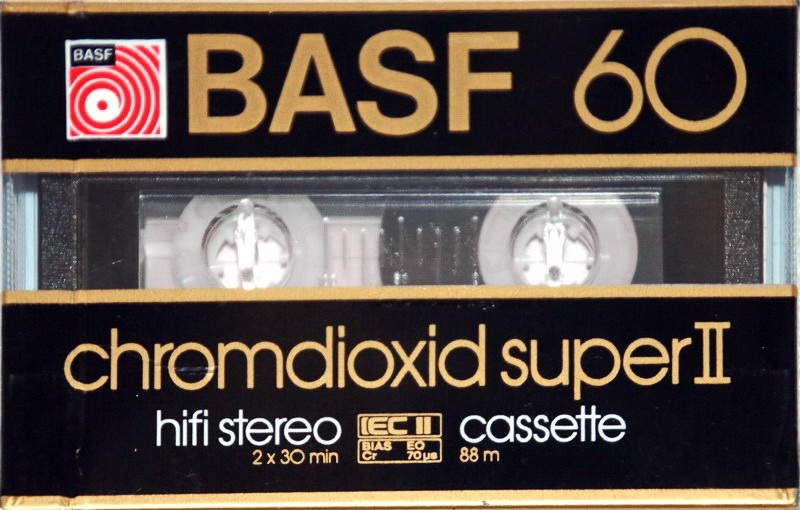 BASF
BASF 60
chromdioxid super II
hifi stereo IEC II cassette
2 x 30 min BIAS EQ 88 m
Cr 70 µs